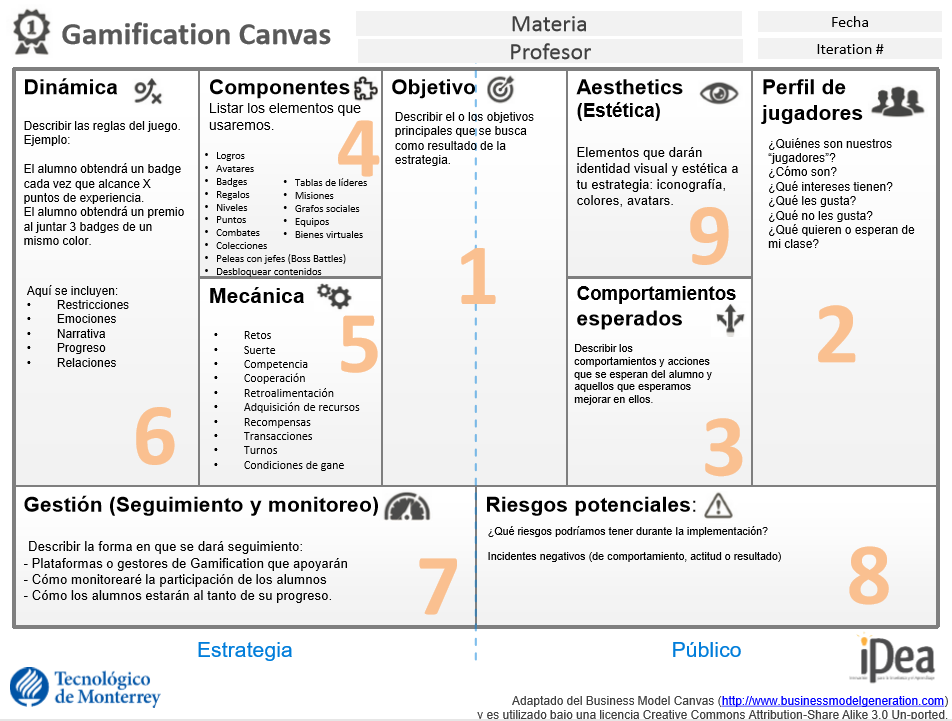 1
Gamification Canvas
Materia
Profesor
Fecha
Iteration #
Dinámica
Describir las reglas del juego.
Ejemplo:
El alumno obtendrá un badge
cada vez que alcance X
puntos de experiencia.
El alumno obtendrá un premio
al juntar 3 badges de un
mismo color.
Aquí se incluyen:
• Restricciones
• Emociones
• Narrativa
• Progreso
• Relaciones
6
Componentes
Listar los elementos que
usaremos.
4
• Logros
• Avatares
• Badges
• Regalos
• Niveles
• Puntos
• Combates
• Colecciones
• Peleas con jefes (Boss Battles)
• Desbloquear contenidos
• Tablas de líderes
• Misiones
• Grafos sociales
• Equipos
• Bienes virtuales
Mecánica
5
• Retos
• Suerte
• Competencia
• Cooperación
• Retroalimentación
• Adquisición de recursos
• Recompensas
• Transacciones
• Turnos
• Condiciones de gane
Objetivo
Describir el o los objetivos
principales que se busca
como resultado de la
estrategia.
1
Aesthetics
(Estética)
Elementos que darán
identidad visual y estética a
tu estrategia: iconografía,
colores, avatars.
9
Comportamientos
esperados
Describir los
comportamientos y acciones
que se esperan del alumno y
aquellos que esperamos
mejorar en ellos.
3
Perfil de
jugadores
¿Quiénes son nuestros
“jugadores”?
¿Cómo son?
¿Qué intereses tienen?
¿Qué les gusta?
¿Qué no les gusta?
¿Qué quieren o esperan de
mi clase?
2
Gestión (Seguimiento y monitoreo)
Describir la forma en que se dará seguimiento:
- Plataformas o gestores de Gamification que apoyarán
- Cómo monitorearé la participación de los alumnos
- Cómo los alumnos estarán al tanto de su progreso.
7
Riesgos potenciales:
¿Qué riesgos podríamos tener durante la implementación?
Incidentes negativos (de comportamiento, actitud o resultado)
8
Estrategia
Público
Tecnológico
de Monterrey
iDea
Adaptado del Business Model Canvas (http://www.businessmodelgeneration.com)
y es utilizado bajo una licencia Creative Commons Attribution-Share Alike 3.0 Un-ported.